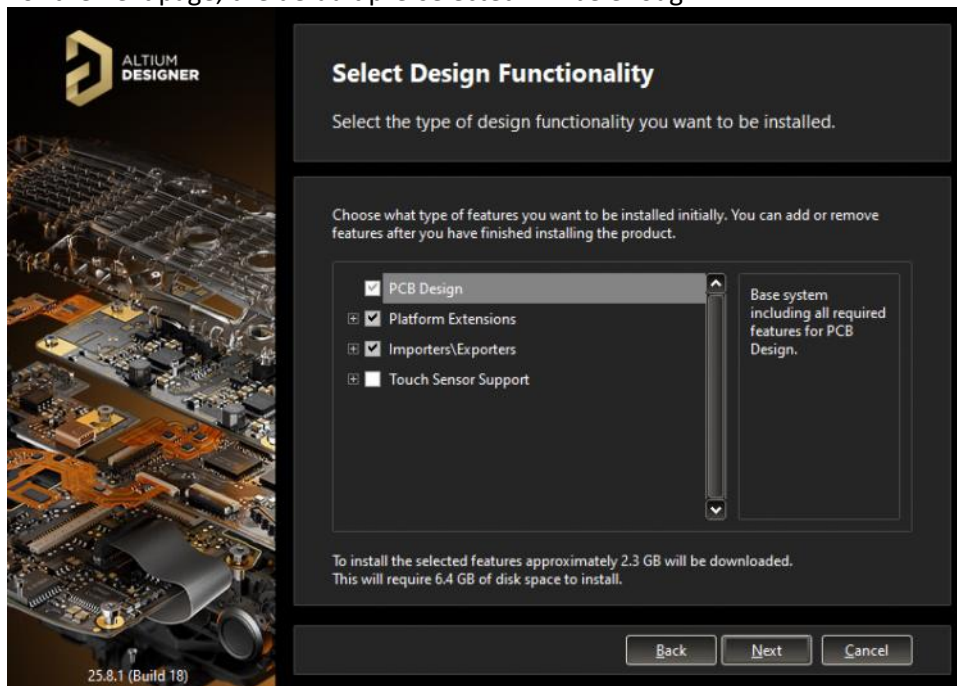 ALTIUM
DESIGNER
Select Design Functionality
Select the type of design functionality you want to be installed.
Choose what type of features you want to be installed initially. You can add or remove
features after you have finished installing the product.
PCB Design
Platform Extensions
Importers\Exporters
Touch Sensor Support
Base system
including all required
features for PCB
Design.
To install the selected features approximately 2.3 GB will be downloaded.
This will require 6.4 GB of disk space to install.
Back
Next
Cancel
25.8.1 (Build 18)